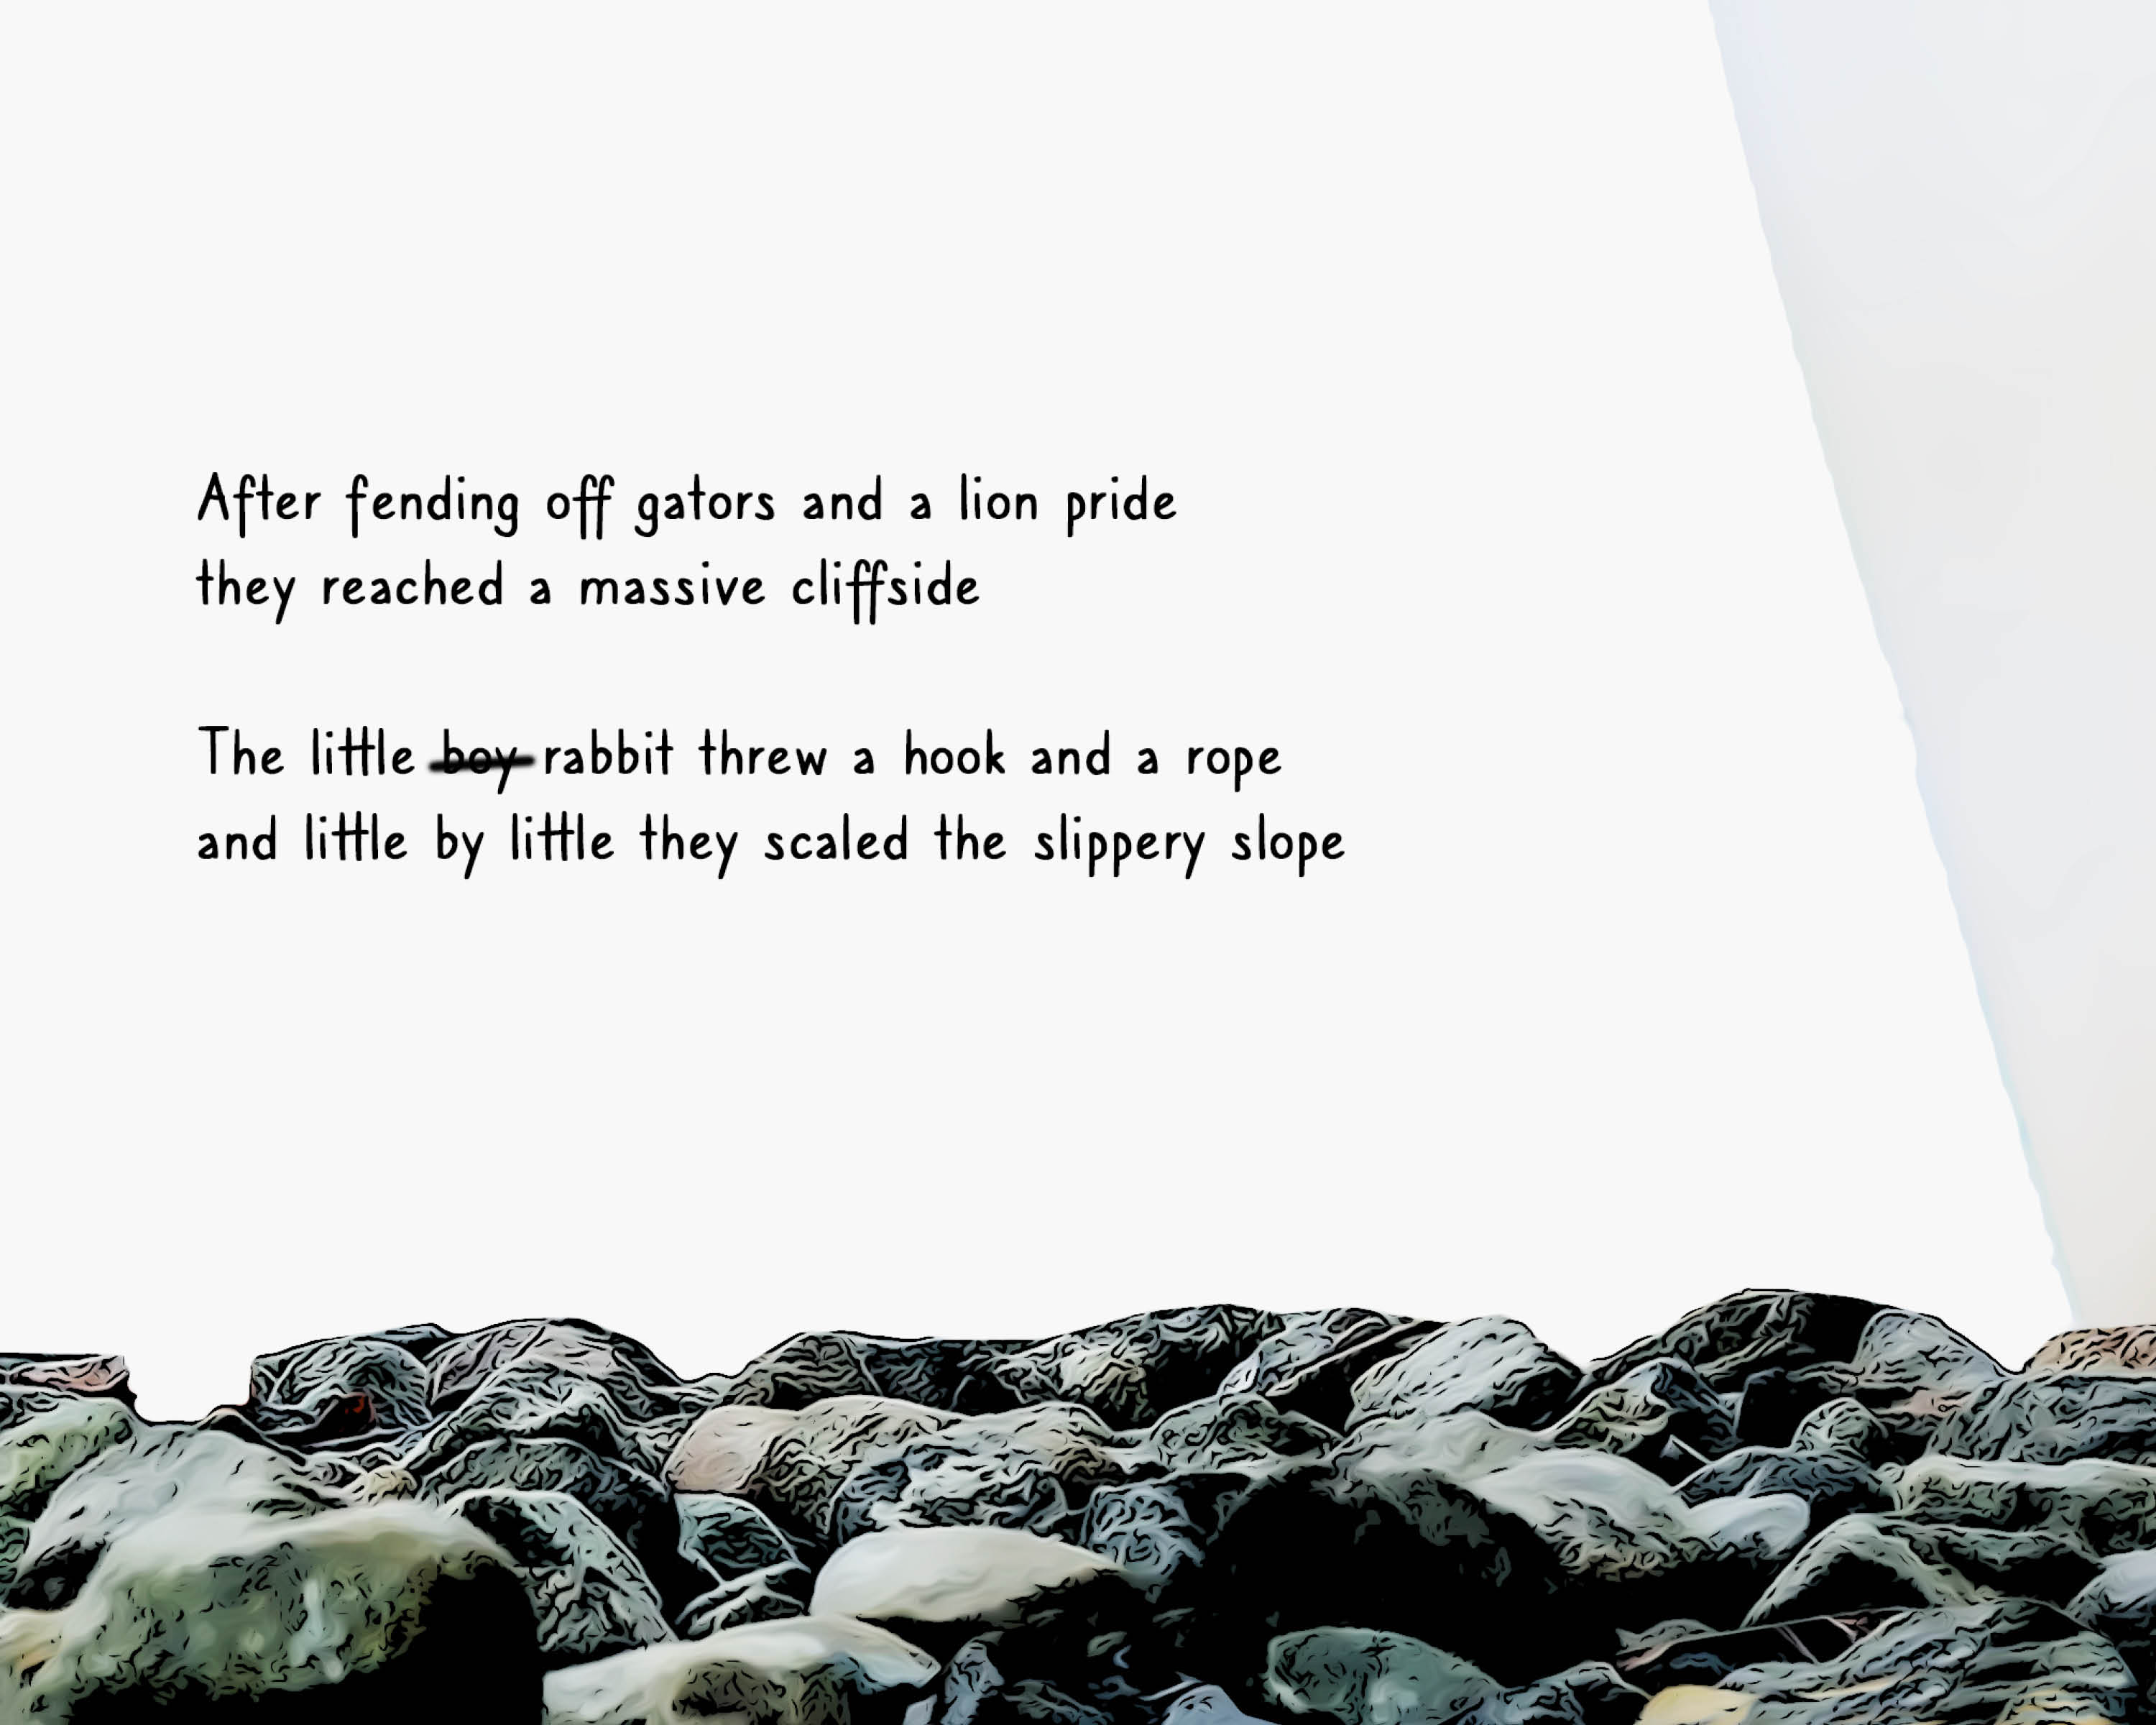 After fending off gators and a lion pride
they reached a massive cliffside
The little boy rabbit threw a hook and a rope
and little by little they scaled the slippery slope